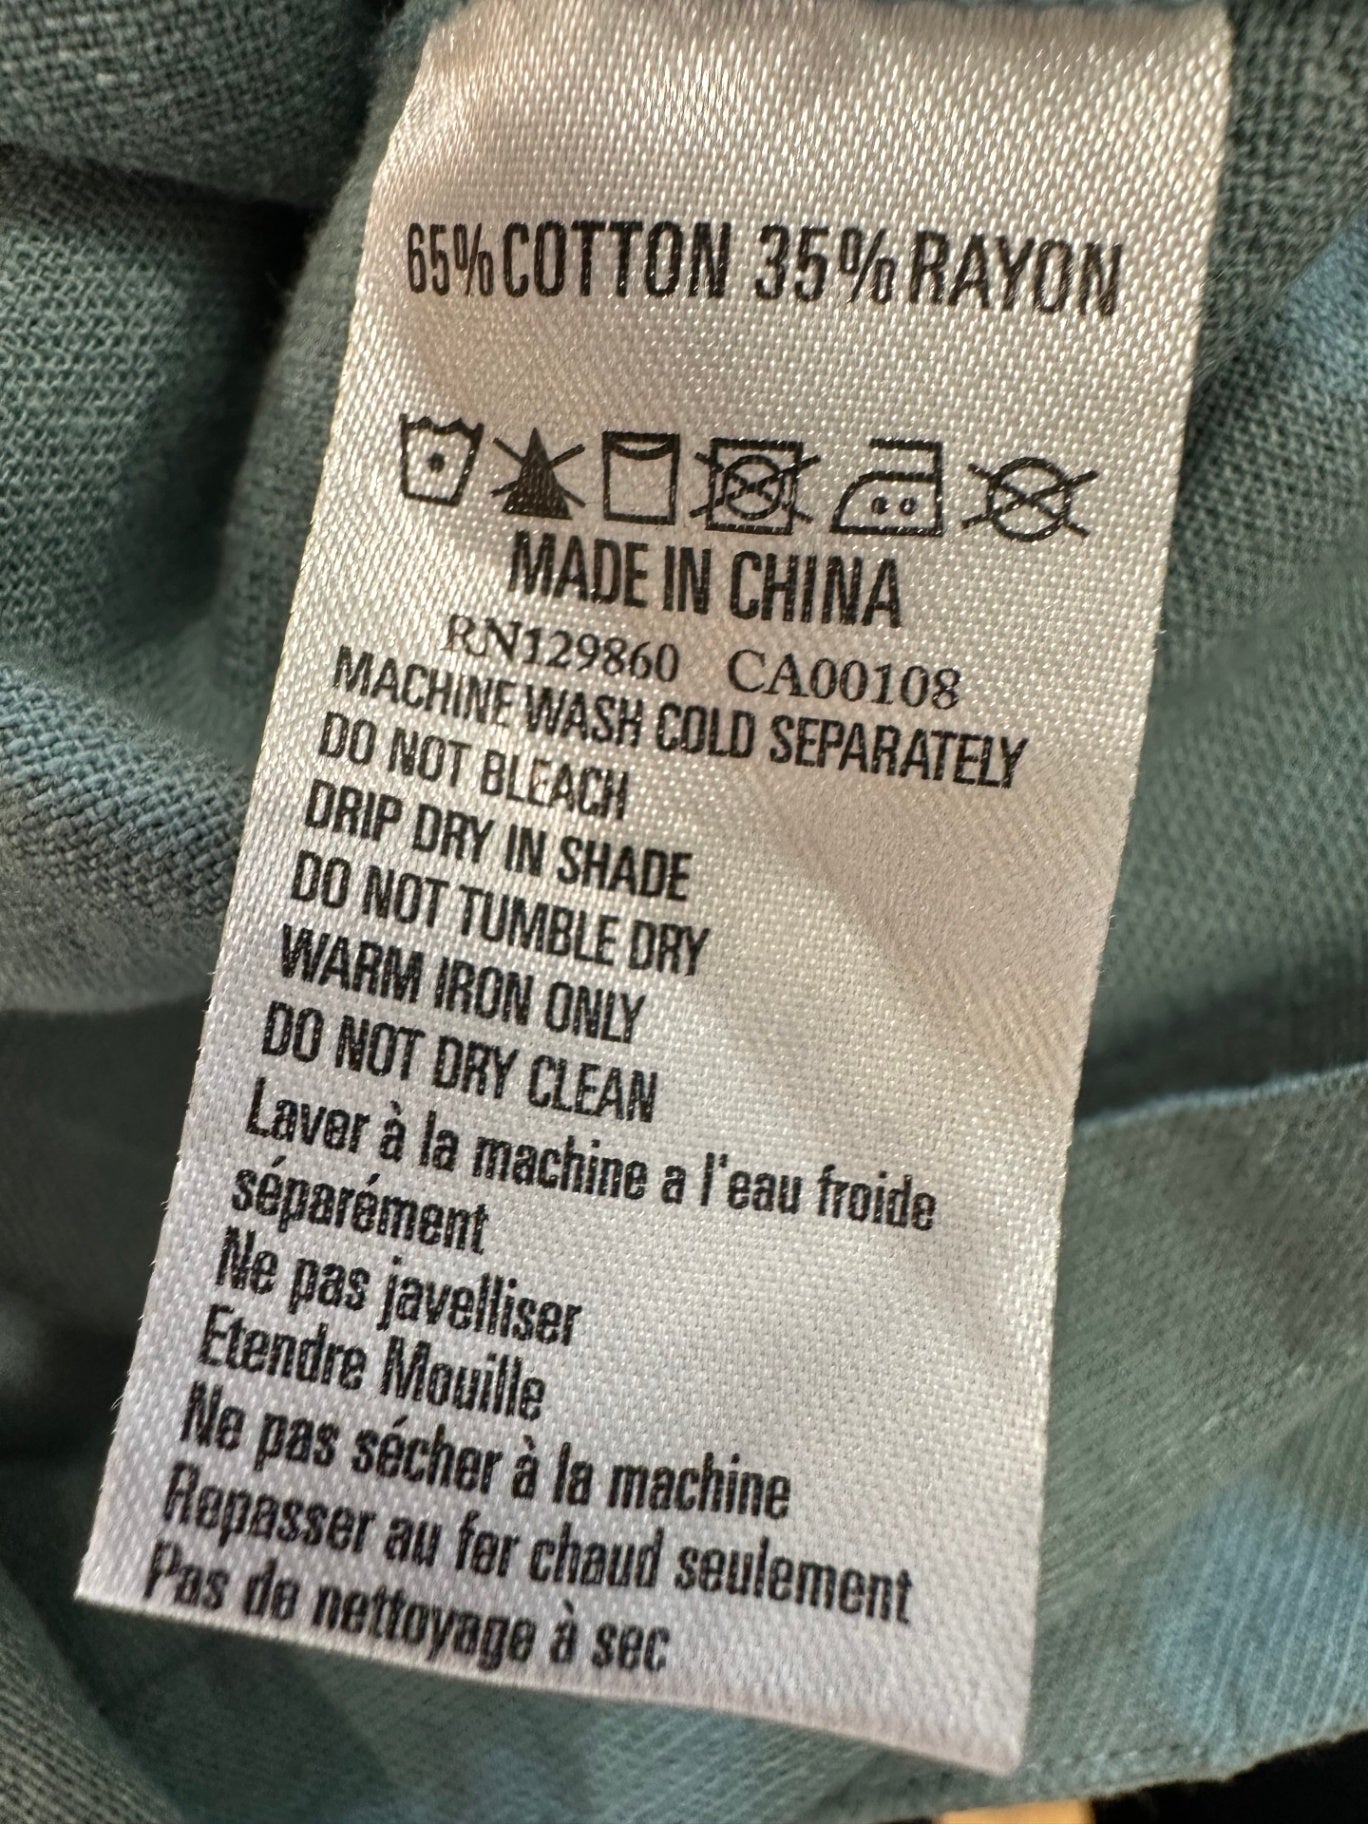 65% COTTON 35% RAYON
MADE IN CHINA
RN129860 CA00108
MACHINE WASH COLD SEPARATELY
DO NOT BLEACH
DRIP DRY IN SHADE
DO NOT TUMBLE DRY
WARM IRON ONLY
DO NOT DRY CLEAN
Laver à la machine a l'eau froide
séparément
Ne pas javelliser
Etendre Mouille
Ne pas sécher à la machine
Repasser au fer chaud seulement
Pas de nettoyage à sec